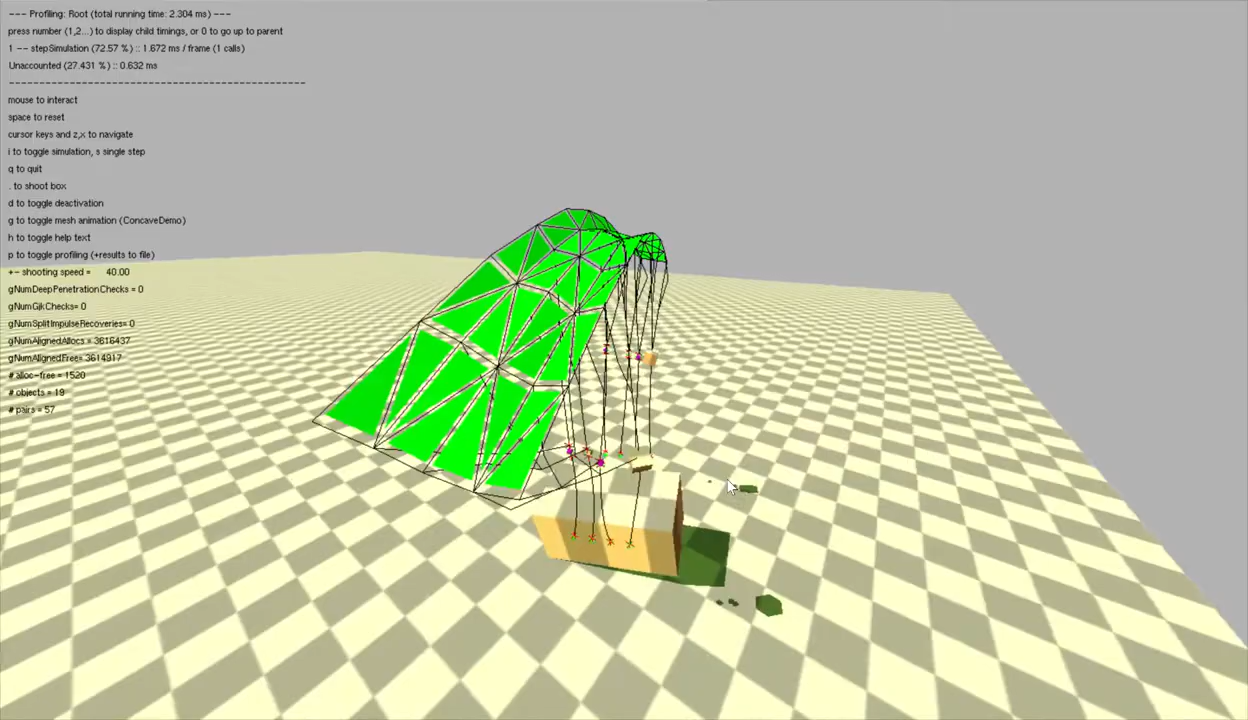 --- Profiling: Root (total running time: 2.304 ms) ---
press number (1,2...) to display child timings, or 0 to go up to parent
1 -- stepSimulation (72.57 %) :: 1.672 ms / frame (1 calls)
Unaccounted (27.431 %) :: 0.632 ms
-------------------------------------------------
mouse to interact
space to reset
cursor keys and z,x to navigate
i to toggle simulation, s single step
q to quit
. to shoot box
d to toggle deactivation
g to toggle mesh animation (ConcaveDemo)
h to toggle help text
p to toggle profiling (+results to file)
+- shooting speed = 40.00
gNumDeepPenetrationChecks = 0
gNumGjkChecks= 0
gNumSplitImpulseRecoveries= 0
gNumAlignedAllocs = 3616437
gNumAlignedFree= 3614917
# alloc-free = 1520
# objects = 19
# pairs = 57